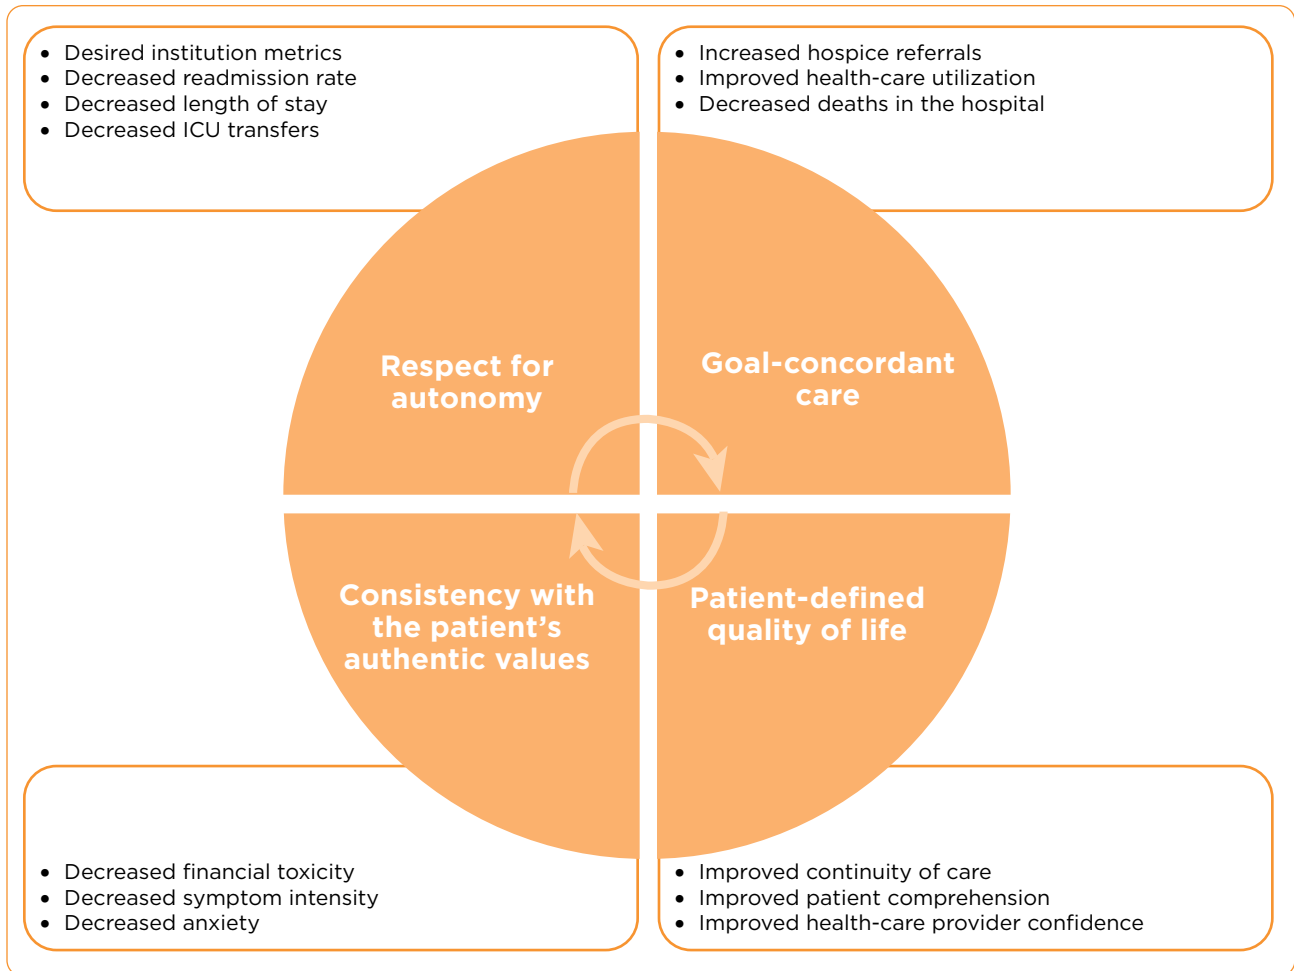 • Desired institution metrics
• Decreased readmission rate
• Decreased length of stay
• Decreased ICU transfers
• Increased hospice referrals
• Improved health-care utilization
• Decreased deaths in the hospital
Respect for
autonomy
Goal-concordant
care
Consistency with
the patient’s
authentic values
Patient-defined
quality of life
• Decreased financial toxicity
• Decreased symptom intensity
• Decreased anxiety
• Improved continuity of care
• Improved patient comprehension
• Improved health-care provider confidence